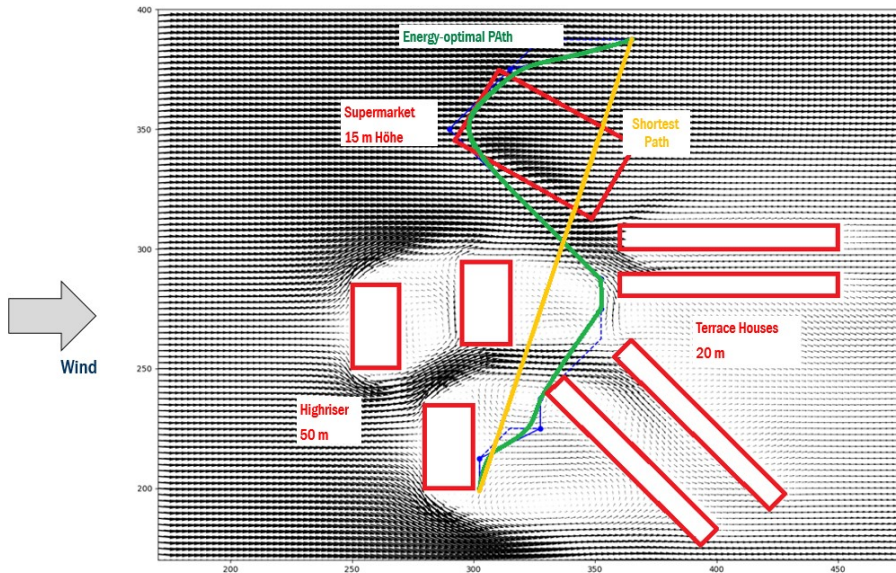 400
Energy-optimal PAth
Supermarket
15 m Höhe
Shortest
Path
350
300
Wind
Terrace Houses
20 m
250
Highriser
50 m
200
200
250
300
350
400
450